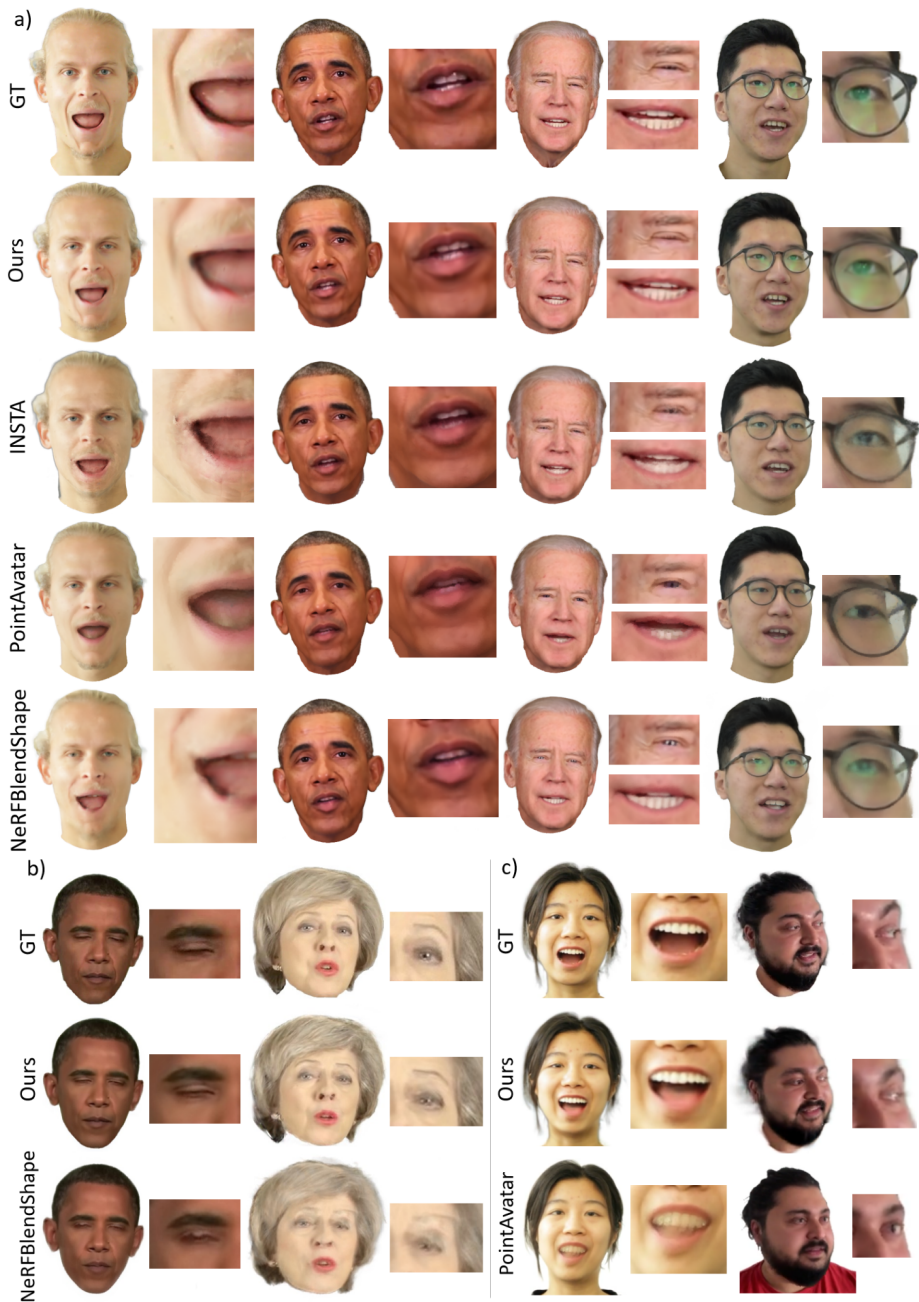 a)
GT
Ours
INSTA
PointAvatar
NeRFBlendShape
b)
GT
Ours
NeRFBlendShape
c)
GT
Ours
PointAvatar